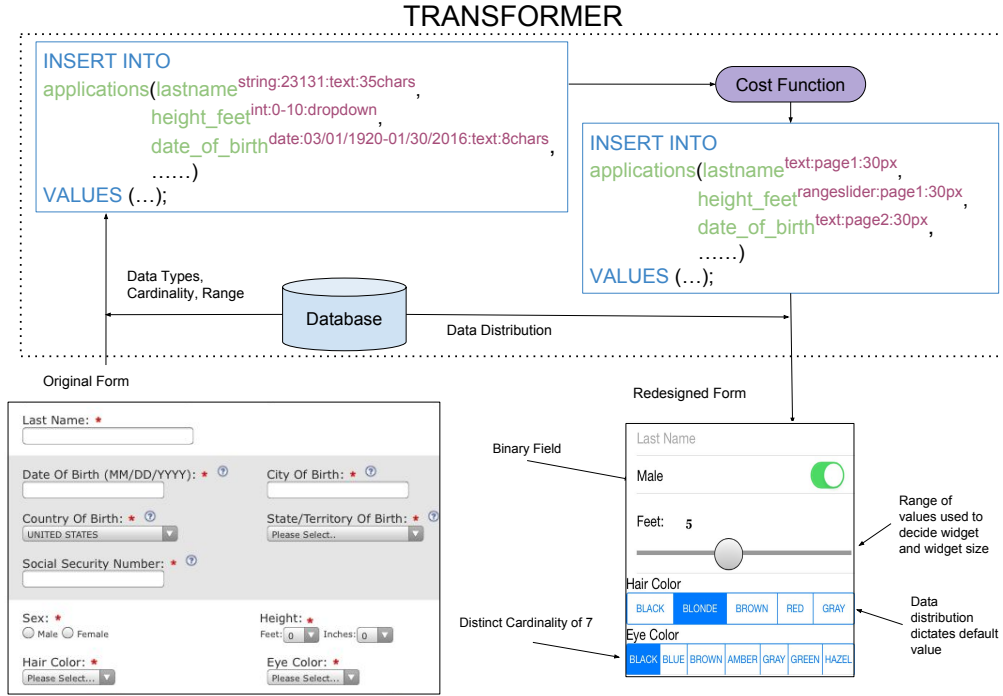 TRANSFORMER
INSERT INTO
applications(lastname string:23131:text:35chars,
height_feet int:0-10:dropdown,
date_of_birth date:03/01/1920-01/30/2016:text:8chars,
......)
VALUES (...);
Cost Function
INSERT INTO
applications(lastname text:page1:30px,
height_feet rangeslider:page1:30px,
date_of_birth text:page2:30px,
......)
VALUES (...);
Data Types,
Cardinality, Range
Database
Data Distribution
Original Form
Last Name: *
Date Of Birth (MM/DD/YYYY): * ?
City Of Birth: * ?
Country Of Birth: * ?
State/Territory Of Birth: * ?
UNITED STATES
Please Select..
Social Security Number: * ?
Sex: *
Male Female
Height: *
Feet: 0 Inches: 0
Hair Color: *
Please Select...
Eye Color: *
Please Select...
Redesigned Form
Last Name
Binary Field
Male
Feet: 5
Range of
values used to
decide widget
and widget size
Hair Color
BLACK BLONDE BROWN RED GRAY
Data
distribution
dictates default
value
Distinct Cardinality of 7
Eye Color
BLACK BLUE BROWN AMBER GRAY GREEN HAZEL